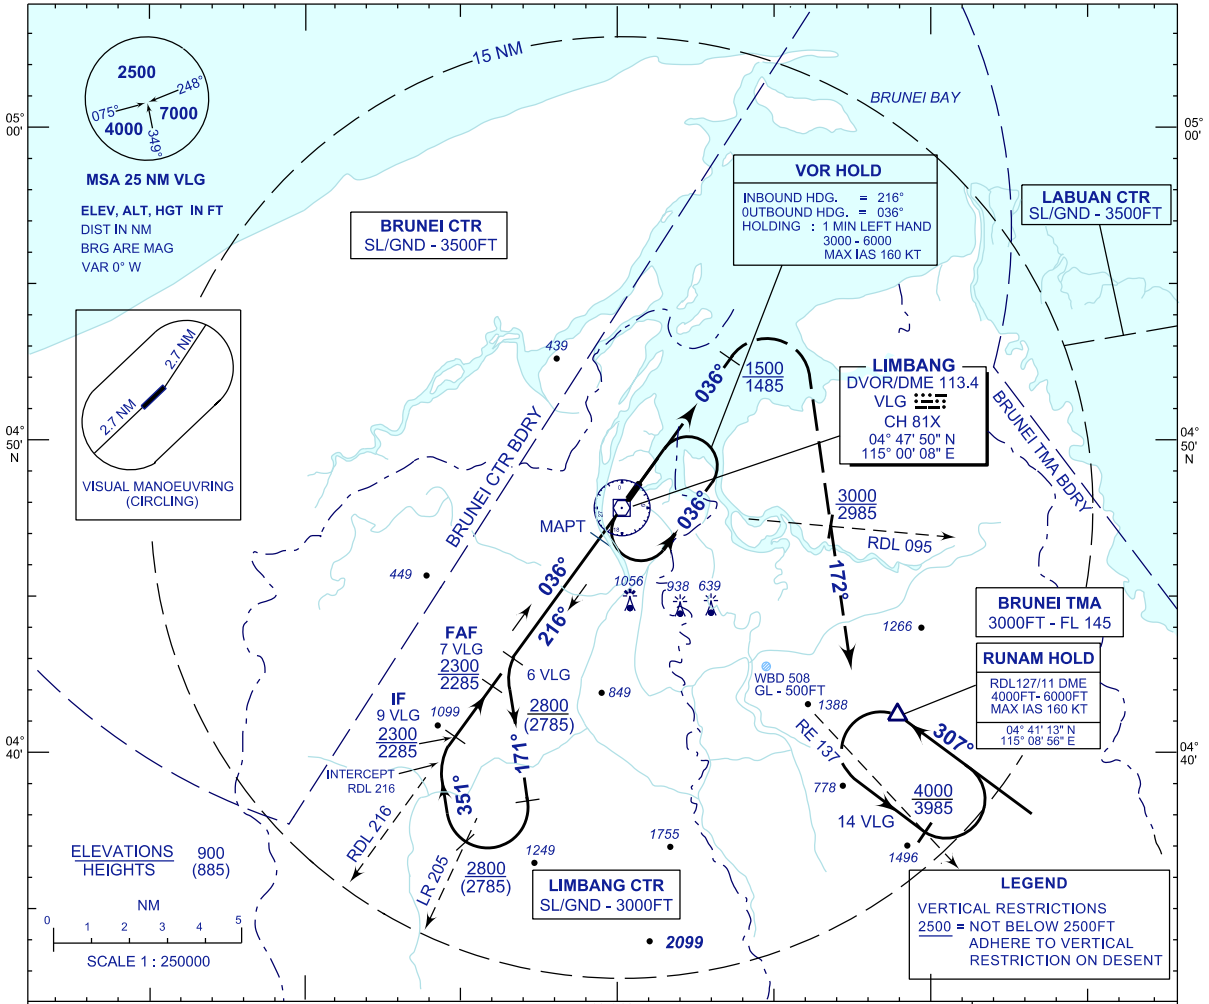 2500
248°
075°
7000
4000
349°
MSA 25 NM VLG
ELEV, ALT, HGT IN FT
DIST IN NM
BRG ARE MAG
VAR 0° W
2.7 NM
2.7 NM
VISUAL MANOEUVRING
(CIRCLING)
15 NM
BRUNEI BAY
05°
00'
05°
00'
04°
50'
N
04°
50'
N
04°
40'
04°
40'
BRUNEI CTR
SL/GND - 3500FT
VOR HOLD
INBOUND HDG. = 216°
OUTBOUND HDG. = 036°
HOLDING : 1 MIN LEFT HAND
3000 - 6000
MAX IAS 160 KT
LABUAN CTR
SL/GND - 3500FT
LIMBANG
DVOR/DME 113.4
VLG
CH 81X
04° 47' 50" N
115° 00' 08" E
BRUNEI CTR BDRY
BRUNEI TMA BDRY
439
449
036°
1500
1485
036°
3000
2985
RDL 095
172°
MAPT
0
27
18
036°
216°
1056
938
639
1266
BRUNEI TMA
3000FT - FL 145
RUNAM HOLD
RDL127/11 DME
4000FT- 6000FT
MAX IAS 160 KT
04° 41' 13" N
115° 08' 56" E
FAF
7 VLG
2300
2285
6 VLG
IF
9 VLG
2300
2285
1099
849
2800
(2785)
WBD 508
GL - 500FT
1388
RE 137
307°
INTERCEPT
RDL 216
351°
171°
RDL 216
LR 205
778
14 VLG
4000
3985
1496
2800
(2785)
1249
1755
LIMBANG CTR
SL/GND - 3000FT
2099
ELEVATIONS 900
HEIGHTS (885)
NM
0 1 2 3 4 5
SCALE 1 : 250000
LEGEND
VERTICAL RESTRICTIONS
2500 = NOT BELOW 2500FT
ADHERE TO VERTICAL
RESTRICTION ON DESENT